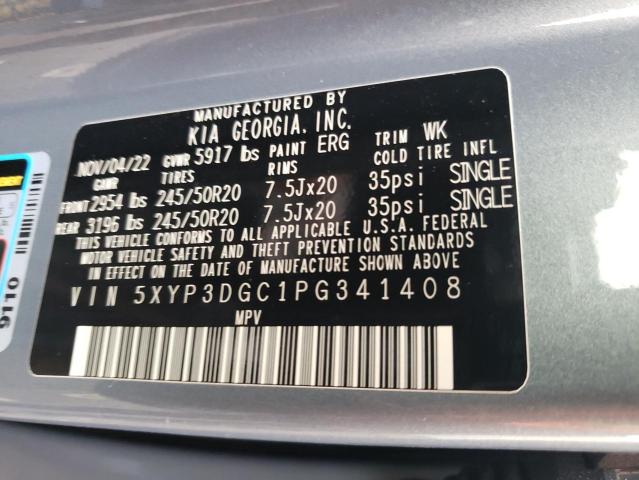 MANUFACTURED BY
KIA GEORGIA, INC.
NOV/04/22 GVWR 5917 lbs PAINT ERG TRIM WK
GAWR TIRES RIMS COLD TIRE INFL
FRONT 2954 lbs 245/50R20 7.5Jx20 35psi SINGLE
REAR 3196 lbs 245/50R20 7.5Jx20 35psi SINGLE
THIS VEHICLE CONFORMS TO ALL APPLICABLE U.S.A. FEDERAL
MOTOR VEHICLE SAFETY AND THEFT PREVENTION STANDARDS
IN EFFECT ON THE DATE OF MANUFACTURE SHOWN ABOVE
VIN 5XYP3DGC1PG341408
MPV
9110